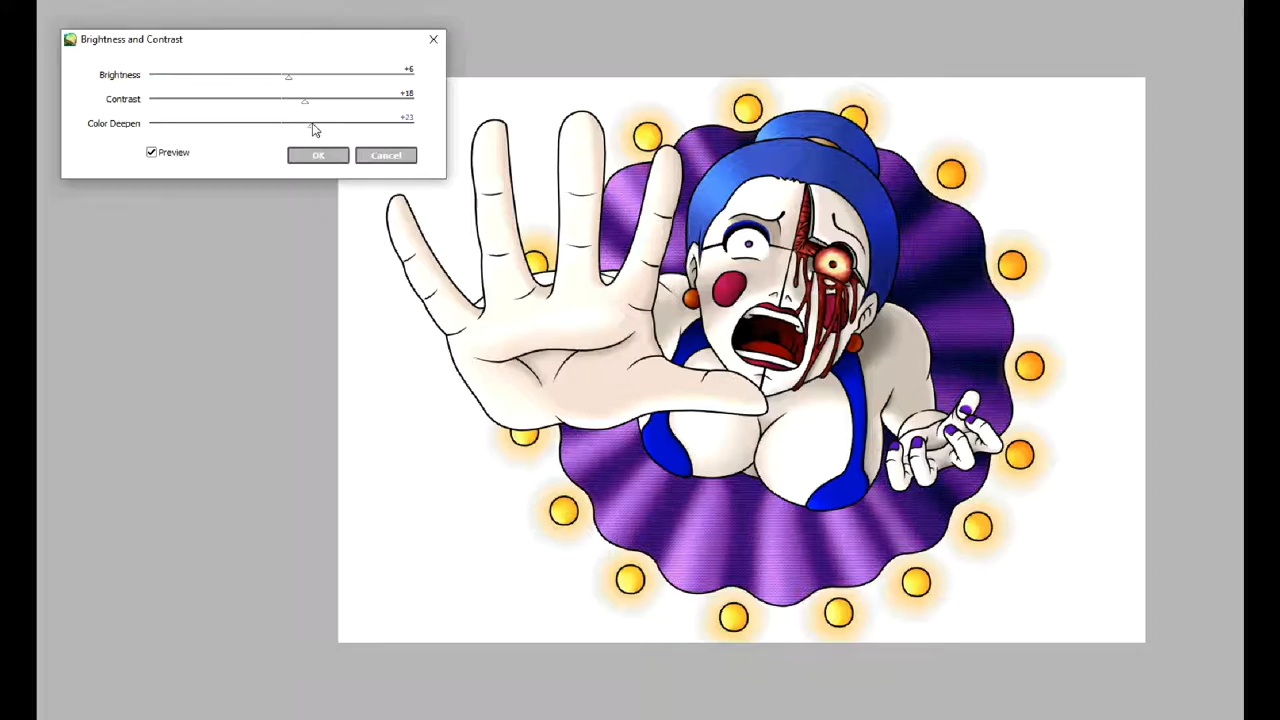 Brightness and Contrast
Brightness +6
Contrast +18
Color Deepen +23
Preview
OK
Cancel